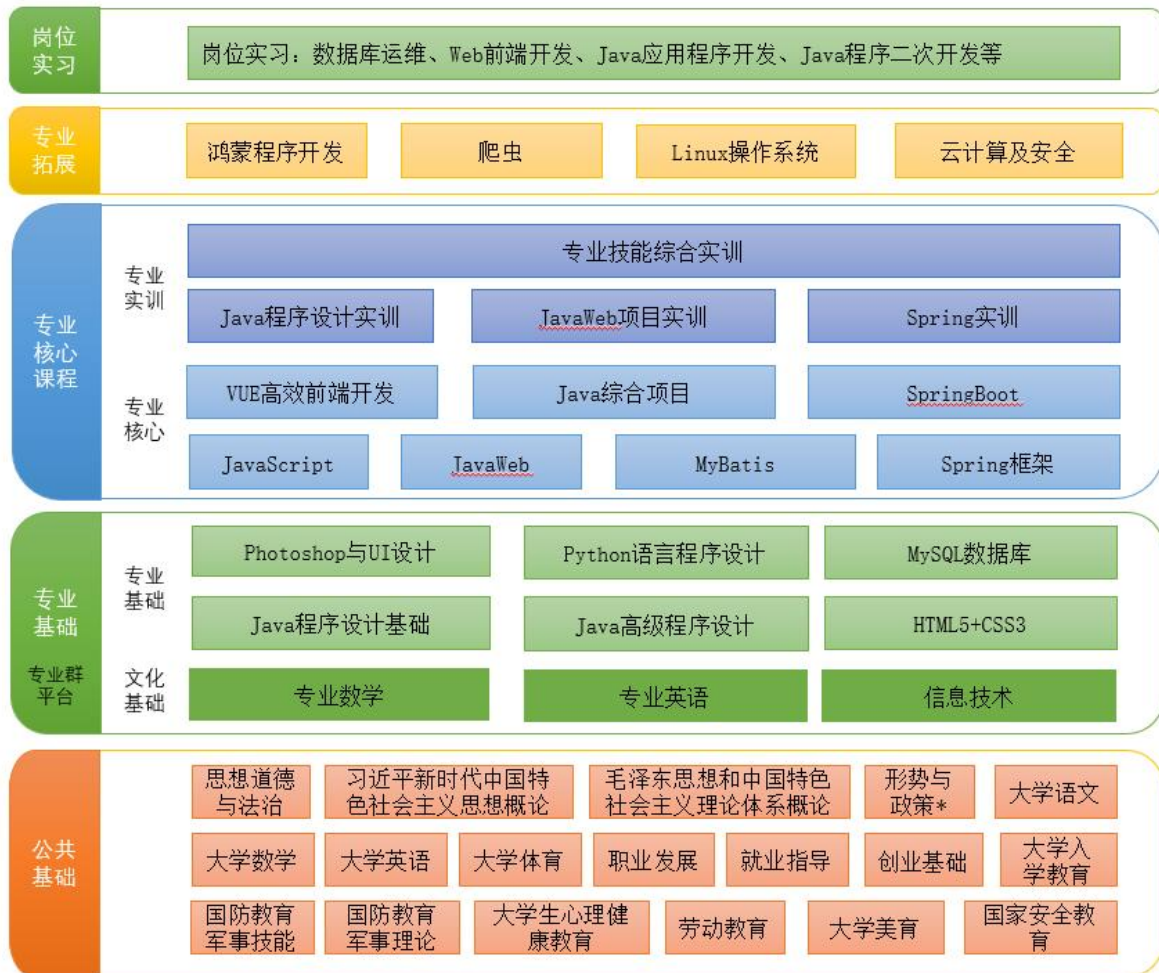 岗位
实习
岗位实习：数据库运维、Web前端开发、Java应用程序开发、Java程序二次开发等
专业
拓展
鸿蒙程序开发
爬虫
Linux操作系统
云计算及安全
专业
核心
课程
专业
实训
专业技能综合实训
Java程序设计实训
JavaWeb项目实训
Spring实训
专业
核心
VUE高效前端开发
Java综合项目
SpringBoot
JavaScript
JavaWeb
MyBatis
Spring框架
专业
基础
专业群
平台
专业
基础
Photoshop与UI设计
Python语言程序设计
MySQL数据库
Java程序设计基础
Java高级程序设计
HTML5+CSS3
文化
基础
专业数学
专业英语
信息技术
公共
基础
思想道德
与法治
习近平新时代中国特
色社会主义思想概论
毛泽东思想和中国特色
社会主义理论体系概论
形势与
政策*
大学语文
大学数学
大学英语
大学体育
职业发展
就业指导
创业基础
大学入
学教育
国防教育
军事技能
国防教育
军事理论
大学生心理健
康教育
劳动教育
大学美育
国家安全教
育